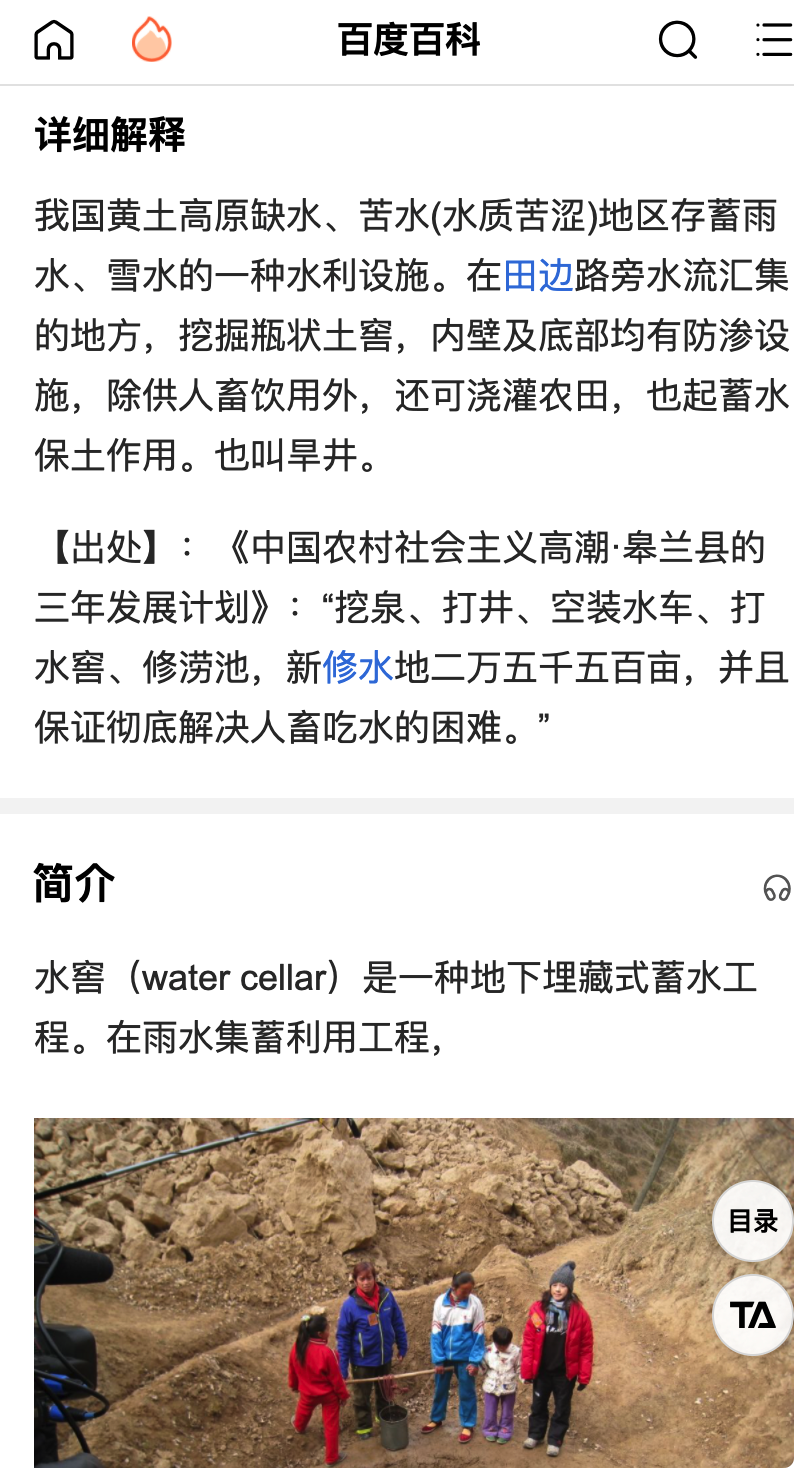 百度百科
详细解释
我国黄土高原缺水、苦水(水质苦涩)地区存蓄雨
水、雪水的一种水利设施。在田边路旁水流汇集
的地方，挖掘瓶状土窖，内壁及底部均有防渗设
施，除供人畜饮用外，还可浇灌农田，也起蓄水
保土作用。也叫旱井。
【出处】：《中国农村社会主义高潮·皋兰县的
三年发展计划》：“挖泉、打井、空装水车、打
水窖、修涝池，新修水地二万五千五百亩，并且
保证彻底解决人畜吃水的困难。”
简介
水窖（water cellar）是一种地下埋藏式蓄水工
程。在雨水集蓄利用工程，
目录
TA